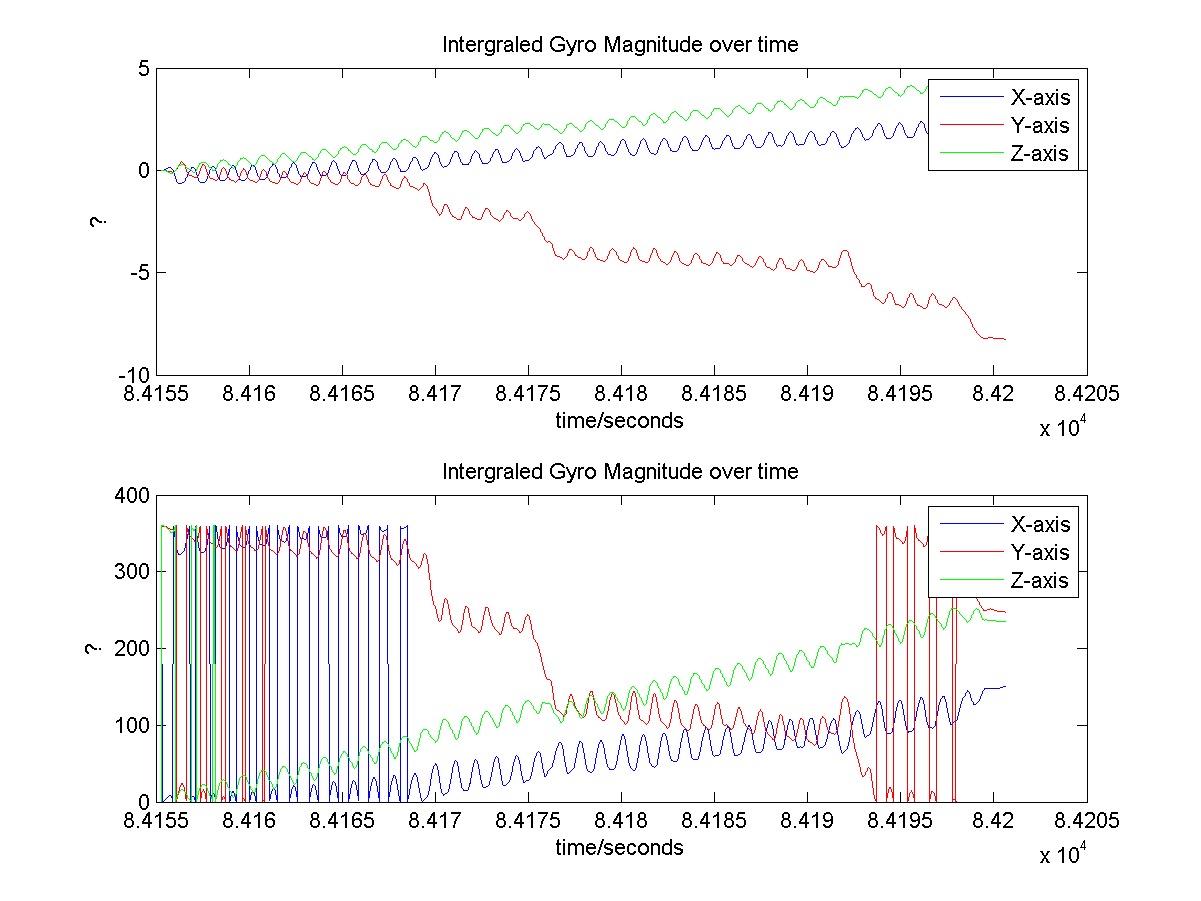 Intergraled Gyro Magnitude over time
5
0
-5
-10
?
X-axis
Y-axis
Z-axis
8.4155 8.416 8.4165 8.417 8.4175 8.418 8.4185 8.419 8.4195 8.42 8.4205
time/seconds
x 10^4
Intergraled Gyro Magnitude over time
400
300
200
100
0
?
X-axis
Y-axis
Z-axis
8.4155 8.416 8.4165 8.417 8.4175 8.418 8.4185 8.419 8.4195 8.42 8.4205
time/seconds
x 10^4